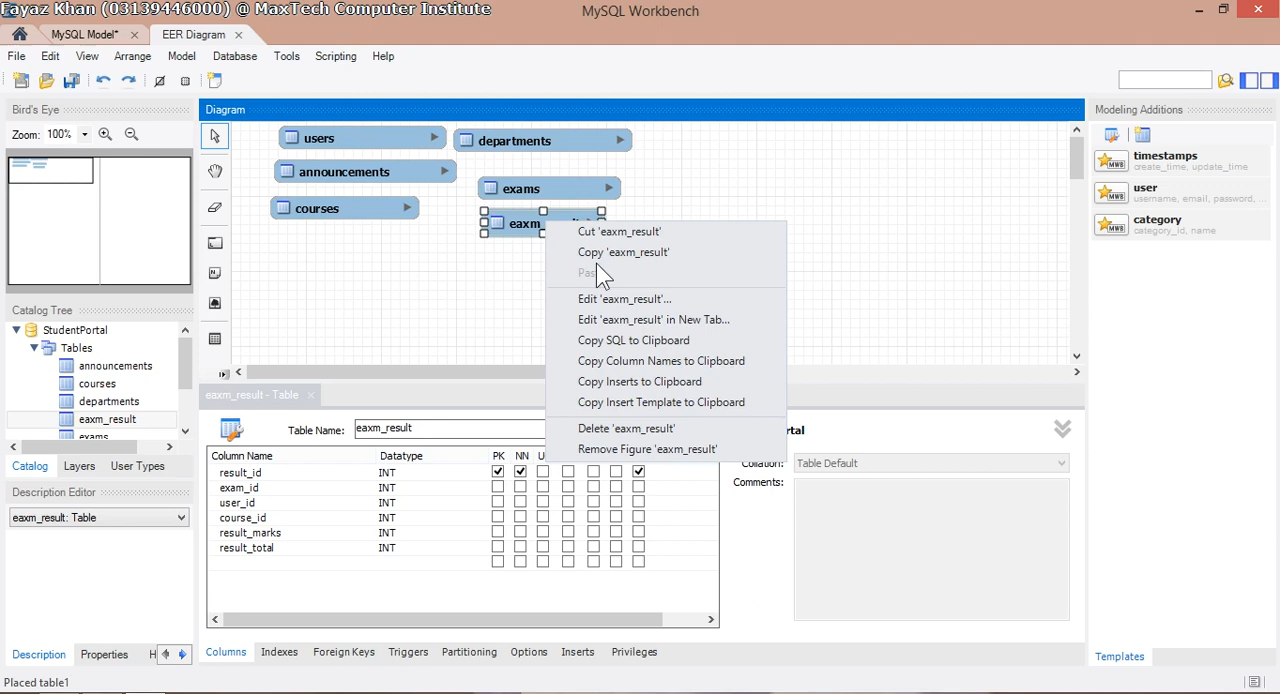 Fayaz Khan (03139446000) @ MaxTech Computer Institute
MySQL Workbench
MySQL Model* ×
EER Diagram ×
File Edit View Arrange Model Database Tools Scripting Help
Bird's Eye
Diagram
Modeling Additions
Zoom: 100%
users
departments
announcements
exams
courses
timestamps
create_time, update_time
user
username, email, password, ...
category
category_id, name
Cut 'eaxm_result'
Copy 'eaxm_result'
Edit 'eaxm_result'...
Edit 'eaxm_result' in New Tab...
Copy SQL to Clipboard
Copy Column Names to Clipboard
Copy Inserts to Clipboard
Copy Insert Template to Clipboard
Delete 'eaxm_result'
Remove Figure 'eaxm_result'
Catalog Tree
StudentPortal
Tables
announcements
courses
departments
eaxm_result
exams
Catalog Layers User Types
Description Editor
eaxm_result: Table
Description Properties H
eaxm_result - Table ×
Table Name: eaxm_result
Column Name Datatype PK NN
result_id INT
exam_id INT
user_id INT
course_id INT
result_marks INT
result_total INT
Collation: Table Default
Comments:
Columns Indexes Foreign Keys Triggers Partitioning Options Inserts Privileges
Templates
Placed table1